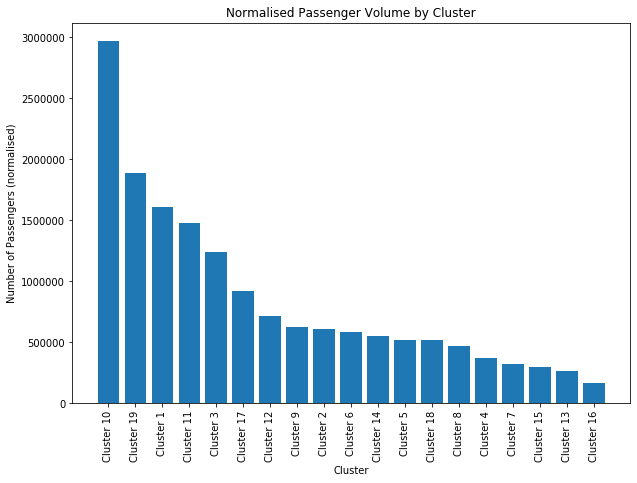 Normalised Passenger Volume by Cluster
Number of Passengers (normalised)
3000000
2500000
2000000
1500000
1000000
500000
0
Cluster 10
Cluster 19
Cluster 1
Cluster 11
Cluster 3
Cluster 17
Cluster 12
Cluster 9
Cluster 2
Cluster 6
Cluster 14
Cluster 5
Cluster 18
Cluster 8
Cluster 4
Cluster 7
Cluster 15
Cluster 13
Cluster 16
Cluster